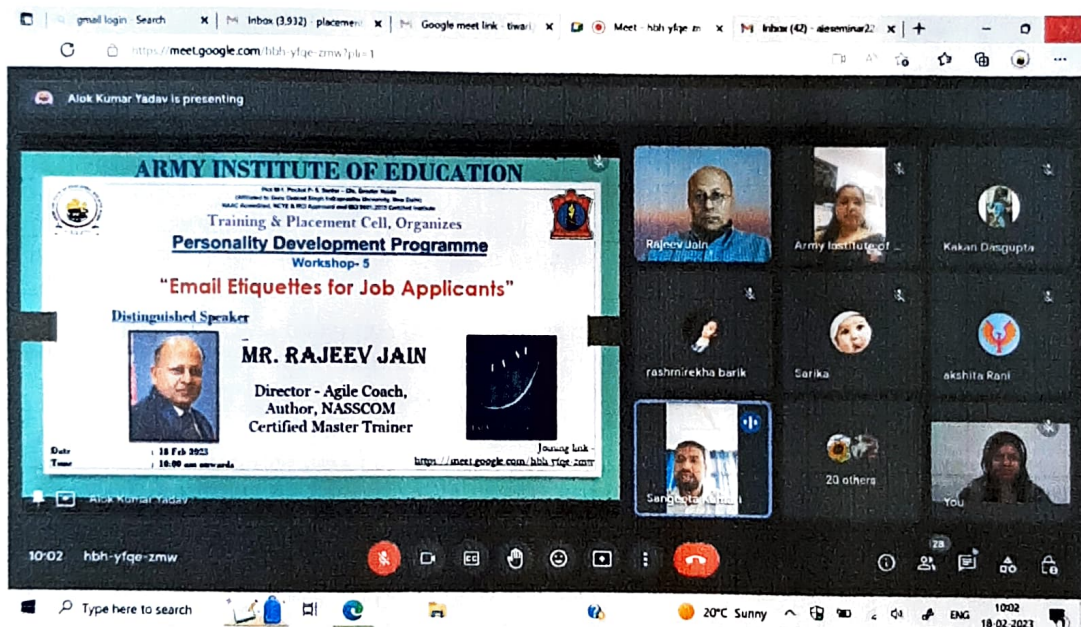 gmail login - Search
Inbox (3,912) - placement
Google meet link - tiwari
Meet - hbh yfqe zm
Inbox (42) - aieseminar22
https://meet.google.com/hbh-yfqe-zmw?pli=1
Alok Kumar Yadav is presenting
ARMY INSTITUTE OF EDUCATION
Training & Placement Cell, Organizes
Personality Development Programme
Workshop- 5
"Email Etiquettes for Job Applicants"
Distinguished Speaker
MR. RAJEEV JAIN
Director - Agile Coach,
Author, NASSCOM
Certified Master Trainer
Date : 18 Feb 2023
Time : 10:00 am onwards
Joining link -
https://meet.google.com/hbh-yfqe-zmw
Alok Kumar Yadav
Rajeev Jain
Army Institute of ...
Kakan Dasgupta
rashmirekha barik
Sarika
akshita Rani
Sangeeta Kumari
20 others
You
10:02 hbh-yfqe-zmw
28
Type here to search
20°C Sunny
ENG
10:02
18-02-2023